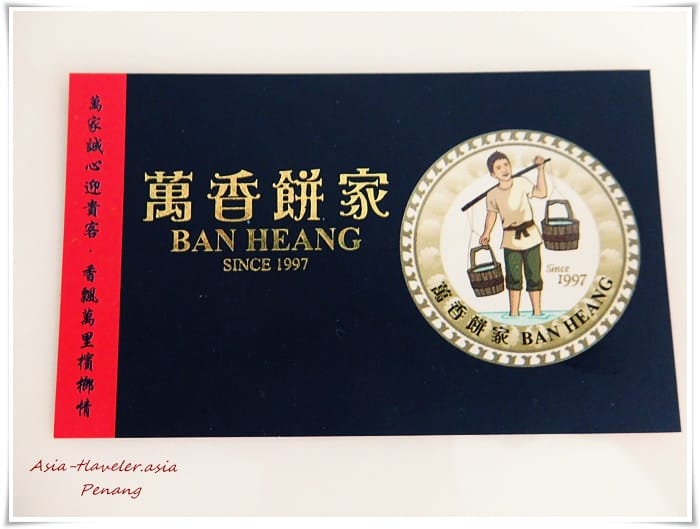 萬家誠心迎貴客·香飄萬里檳榔情
萬香餅家
BAN HEANG
SINCE 1997
Since
1997
萬香餅家 BAN HEANG
Asia-Traveler.asia
Penang